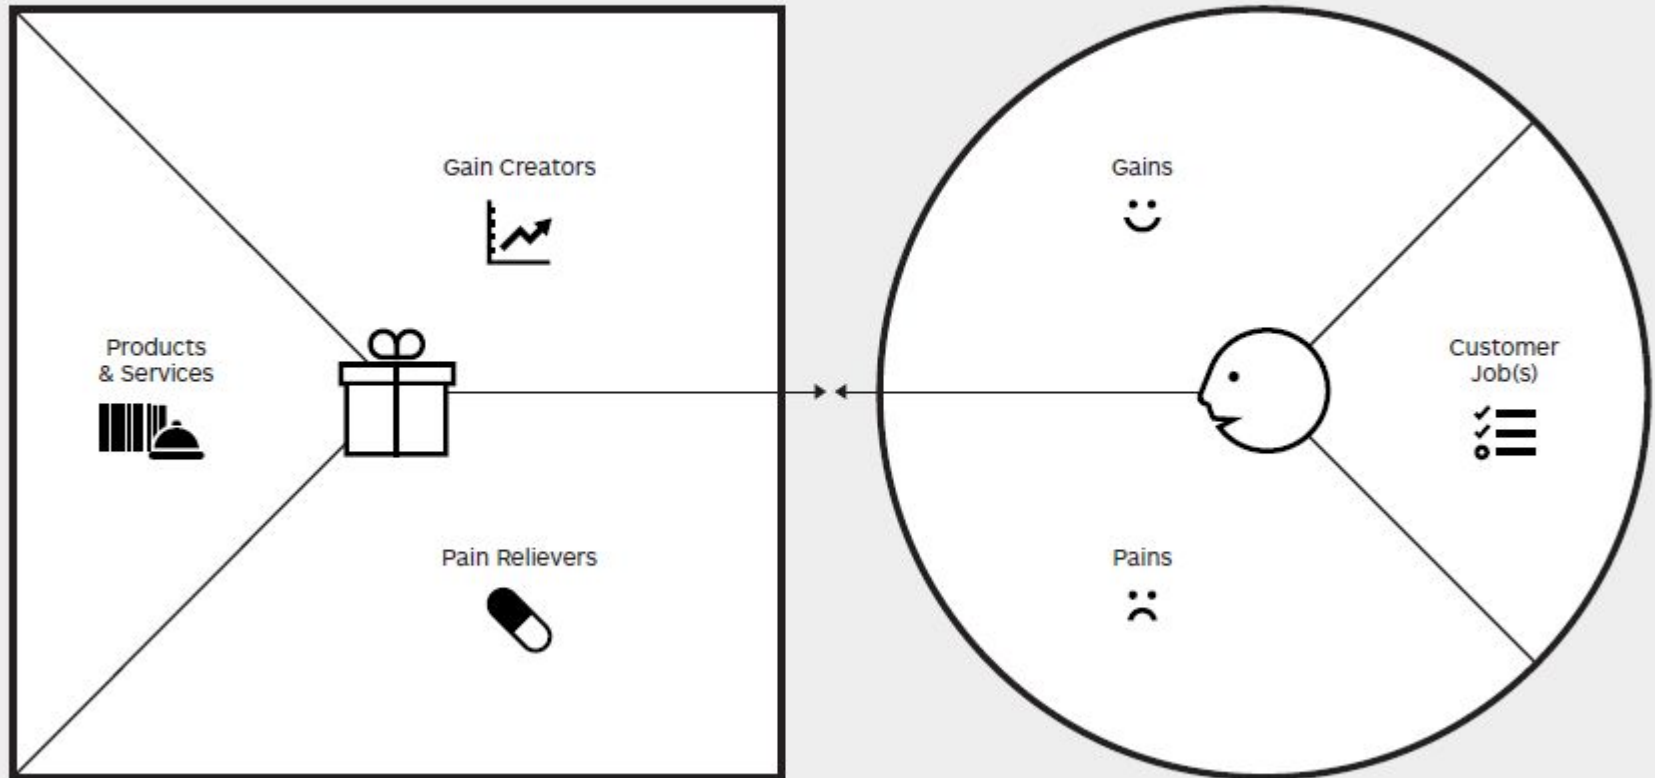 Gain Creators
Products
& Services
Pain Relievers
Gains
Customer
Job(s)
Pains